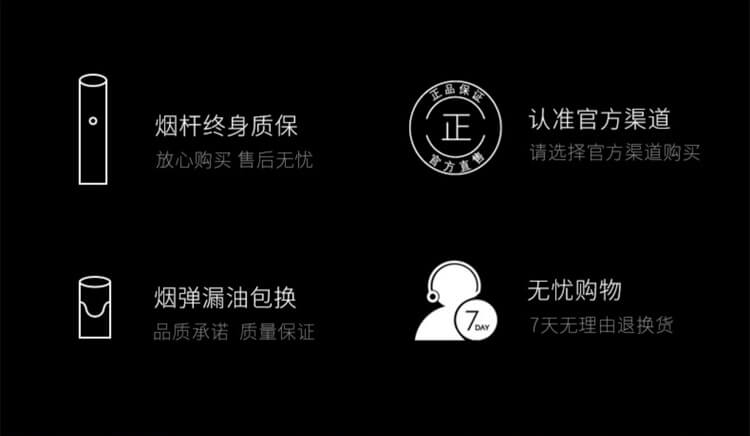 烟杆终身质保
放心购买 售后无忧
正品保证
正
官方直售
认准官方渠道
请选择官方渠道购买
烟弹漏油包换
品质承诺 质量保证
7
DAY
无忧购物
7天无理由退换货